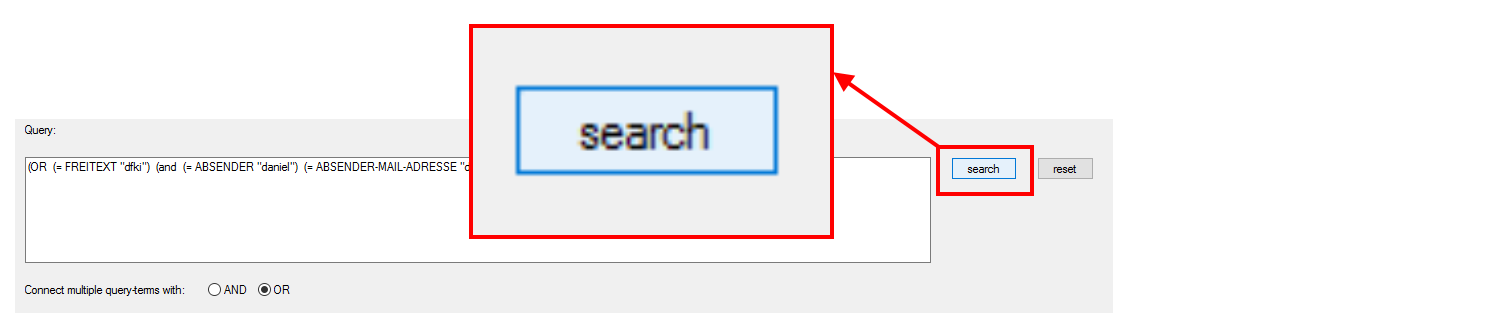 search
Query:
(OR (= FREITEXT "dfki") (and (= ABSENDER "daniel") (= ABSENDER-MAIL-ADRESSE "d
search
reset
Connect multiple query-terms with: AND OR